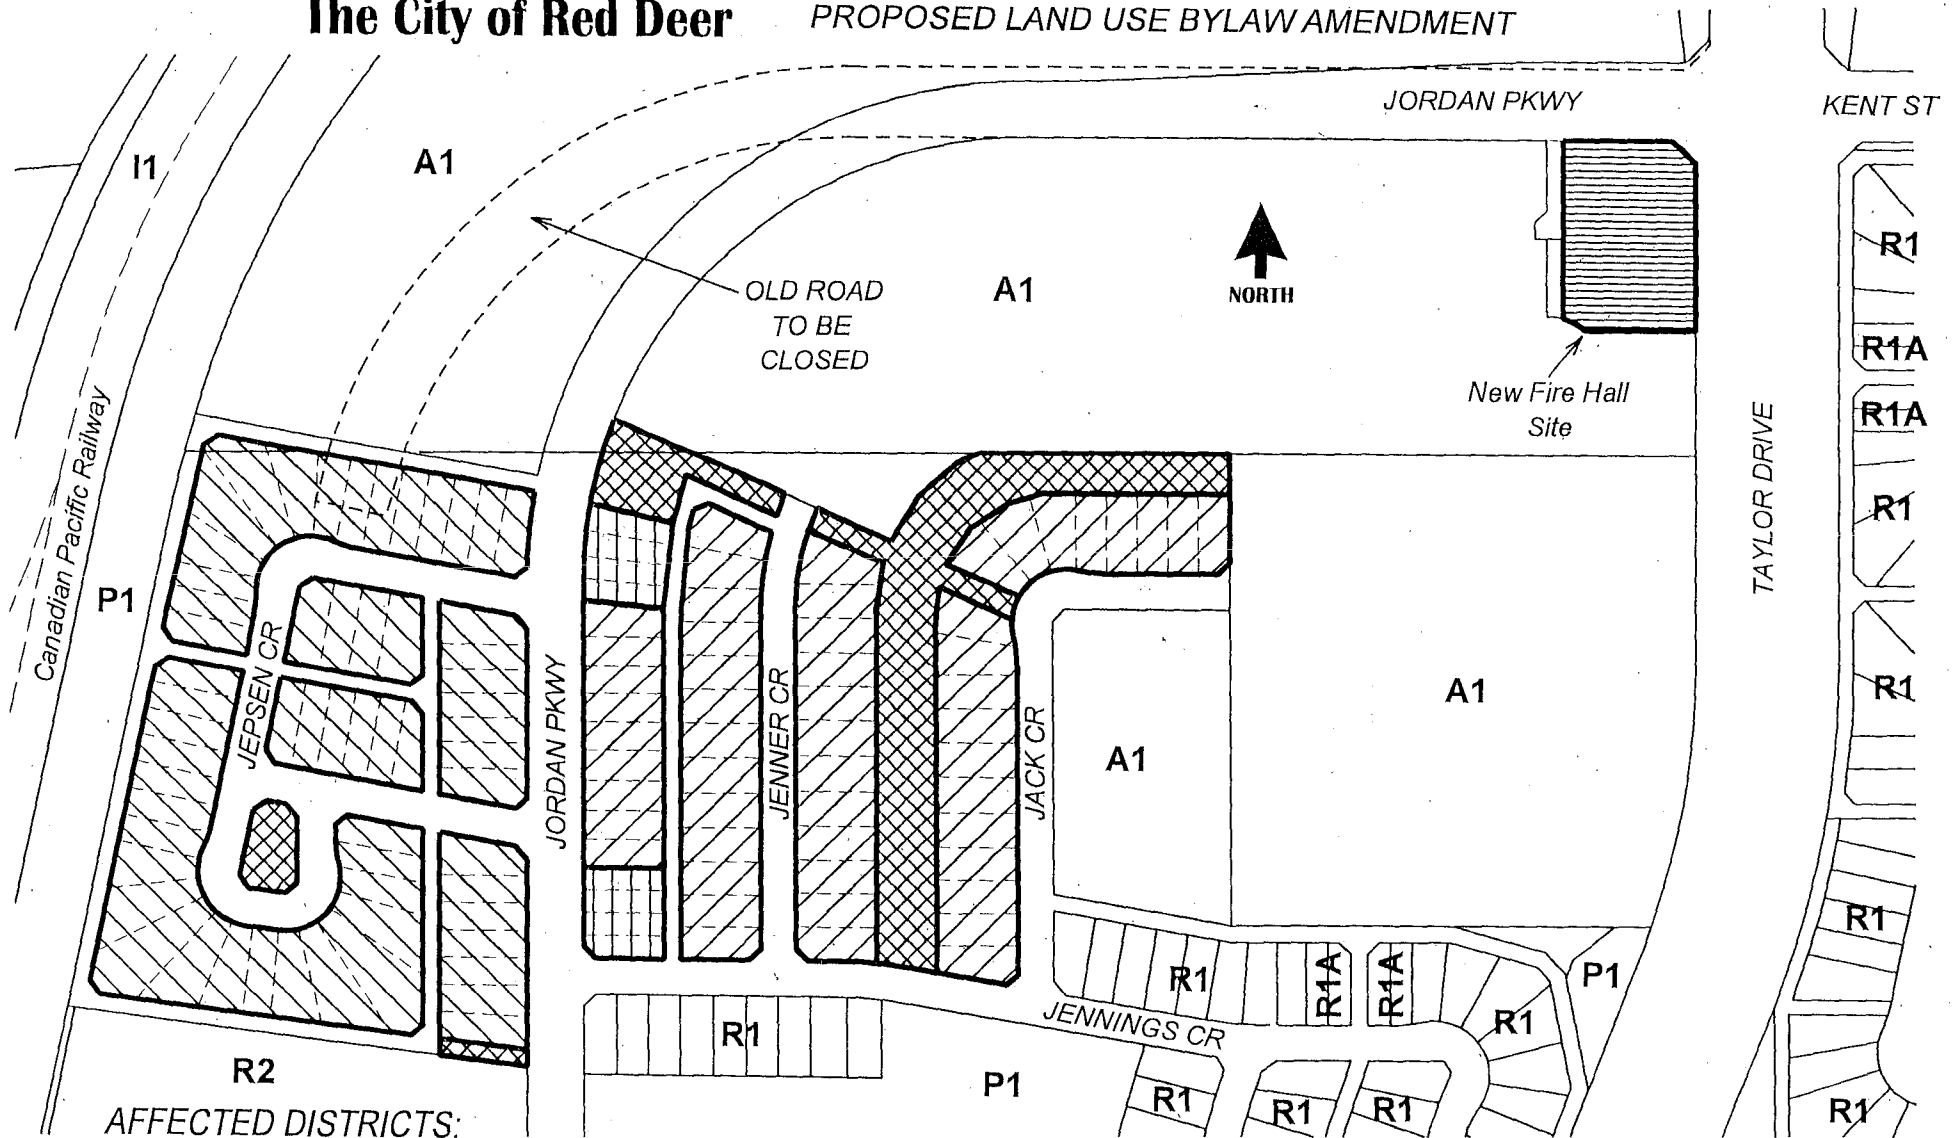 The City of Red Deer
PROPOSED LAND USE BYLAW AMENDMENT
JORDAN PKWY
KENT ST
I1
A1
R1
OLD ROAD
TO BE
CLOSED
A1
NORTH
R1A
New Fire Hall
Site
R1A
TAYLOR DRIVE
Canadian Pacific Railway
R1
P1
JEPSEN CR
JORDAN PKWY
JENNER CR
JACK CR
A1
A1
R1
R1
R1
R1A
R1A
P1
R1
JENNINGS CR
R1
R2
P1
R1
R1
R1
R1
AFFECTED DISTRICTS: